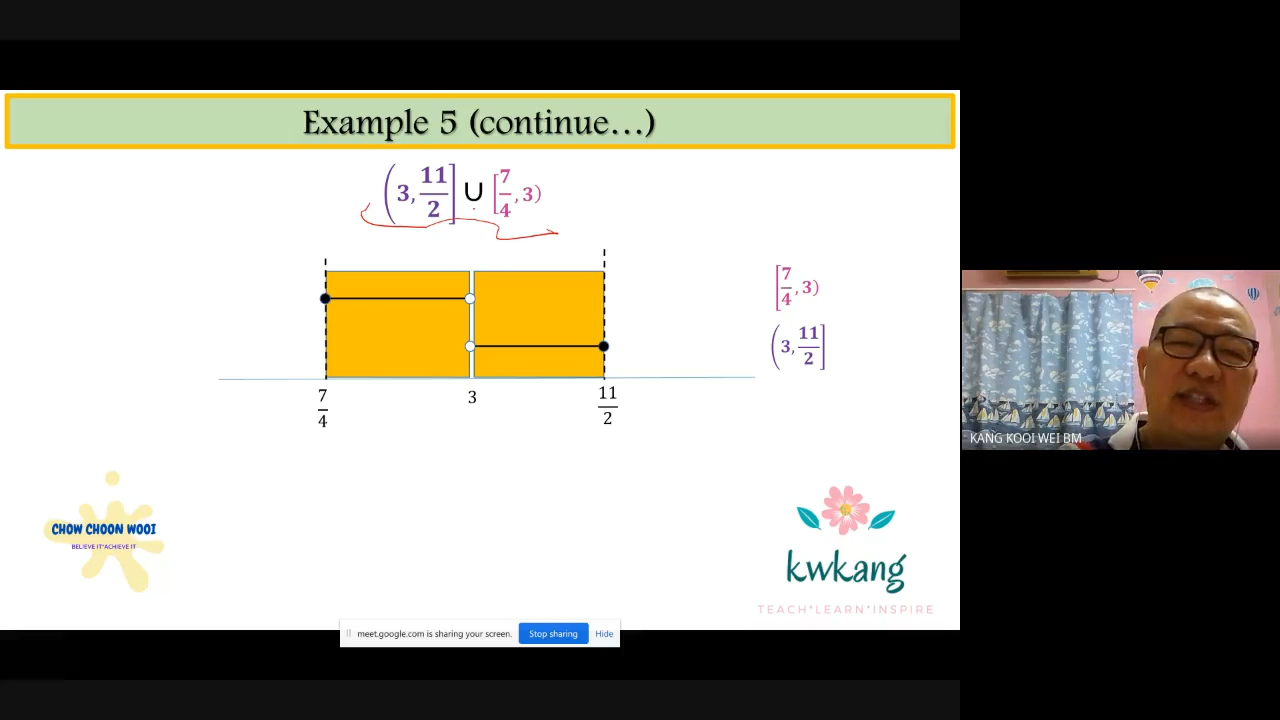 Example 5 (continue...)
(3, 11/2] ∪ [7/4, 3)
[7/4, 3)
(3, 11/2]
7/4 3 11/2
KANG KOOI WEI BM
CHOW CHOON WOOI
BELIEVE IT*ACHIEVE IT
kwkang
TEACH*LEARN*INSPIRE
meet.google.com is sharing your screen. Stop sharing Hide